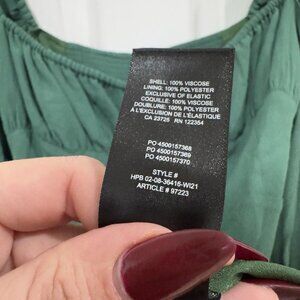 SHELL: 100% VISCOSE
LINING: 100% POLYESTER
EXCLUSIVE OF ELASTIC
COQUILLE: 100% VISCOSE
DOUBLURE: 100% POLYESTER
À L'EXCLUSION DE L'ÉLASTIQUE
CA 23725 RN 122354
PO 4500157368
PO 4500157369
PO 4500157370
STYLE #
HPB 02-08-36416-WI21
ARTICLE # 97223